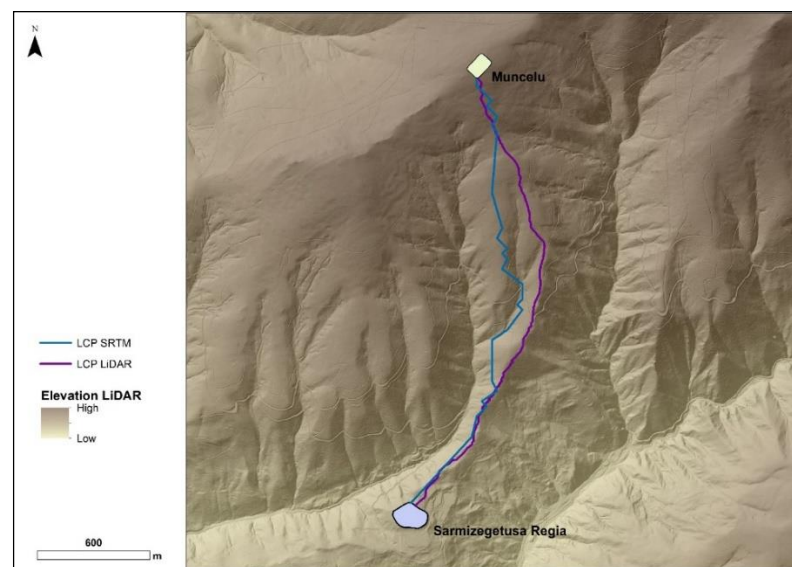 N
Muncelu
LCP SRTM
LCP LiDAR
Elevation LiDAR
High
Low
Sarmizegetusa Regia
600
m